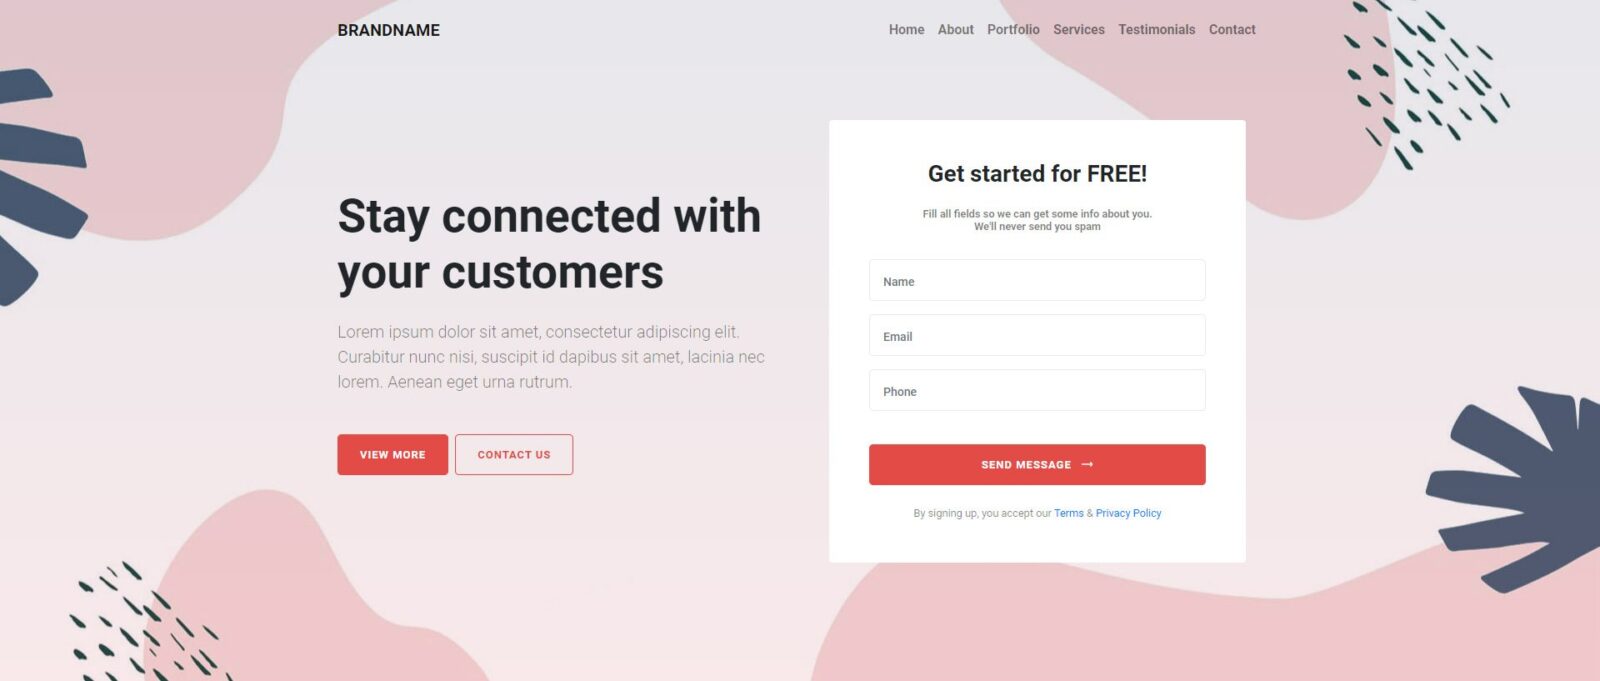 BRANDNAME
Home About Portfolio Services Testimonials Contact
Stay connected with
your customers
Lorem ipsum dolor sit amet, consectetur adipiscing elit.
Curabitur nunc nisi, suscipit id dapibus sit amet, lacinia nec
lorem. Aenean eget urna rutrum.
VIEW MORE
CONTACT US
Get started for FREE!
Fill all fields so we can get some info about you.
We'll never send you spam
Name
Email
Phone
SEND MESSAGE →
By signing up, you accept our Terms & Privacy Policy